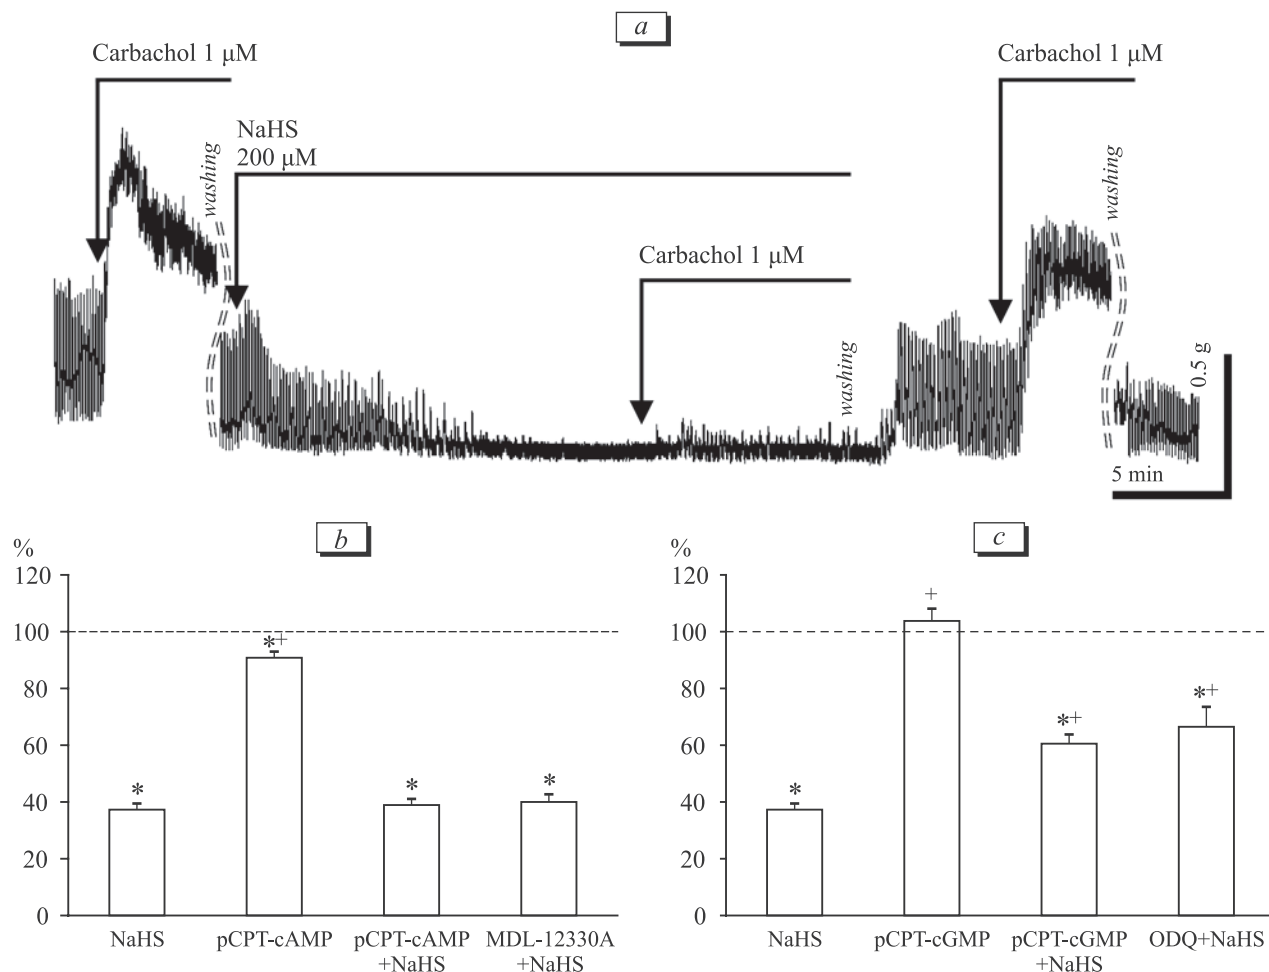 a
Carbachol 1 μM
Carbachol 1 μM
NaHS
200 μM
washing
washing
Carbachol 1 μM
washing
0.5 g
5 min
b
c
%
120
100
80
60
40
20
0
*
*+
*
*
NaHS
pCPT-cAMP
pCPT-cAMP
+NaHS
MDL-12330A
+NaHS
%
120
100
80
60
40
20
0
*
+
*+
*+
NaHS
pCPT-cGMP
pCPT-cGMP
+NaHS
ODQ+NaHS